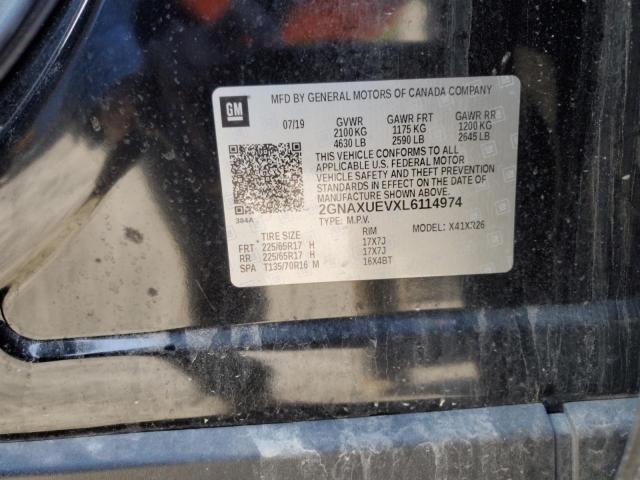 MFD BY GENERAL MOTORS OF CANADA COMPANY
GM
07/19 GVWR GAWR FRT GAWR RR
2100 KG 1175 KG 1200 KG
4630 LB 2590 LB 2645 LB
THIS VEHICLE CONFORMS TO ALL
APPLICABLE U.S. FEDERAL MOTOR
VEHICLE SAFETY AND THEFT PREVENTION
STANDARDS IN EFFECT ON THE DATE OF
MANUFACTURE SHOWN ABOVE.
2GNAXUEVXL6114974
TYPE: M.P.V.
384A
MODEL: X41XR26
TIRE SIZE RIM
FRT 225/65R17 H 17X7J
RR 225/65R17 H 17X7J
SPA T135/70R16 M 16X4BT